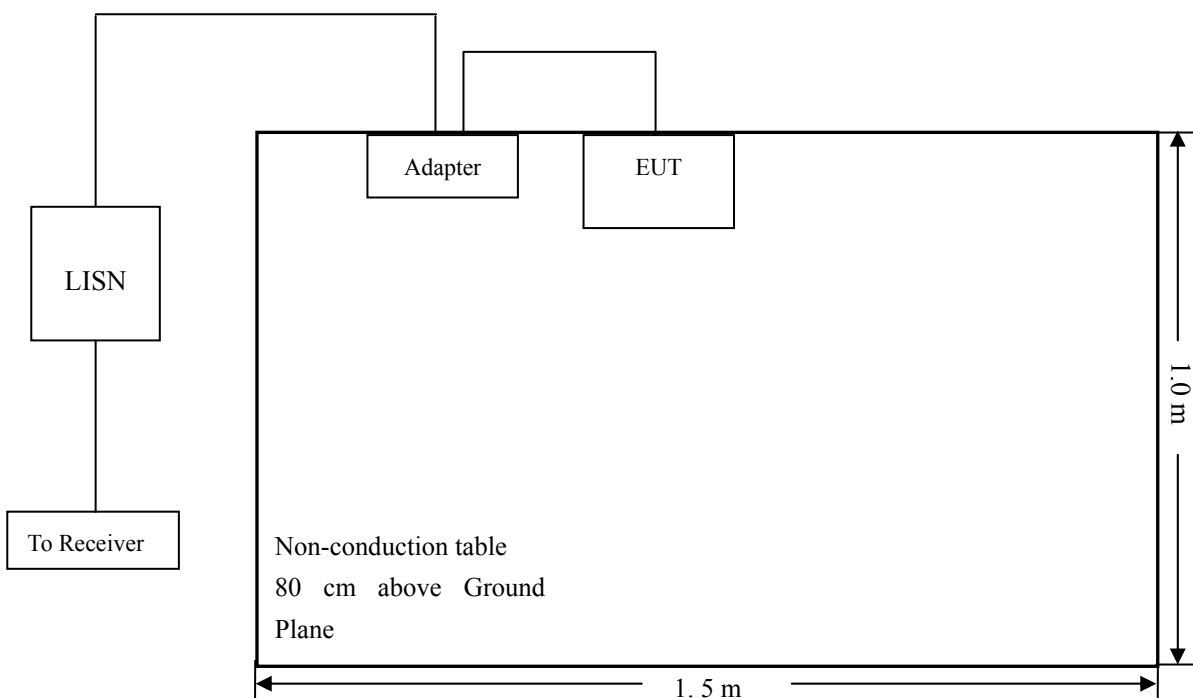 Adapter
EUT
LISN
1.0 m
To Receiver
Non-conduction table
80 cm above Ground
Plane
1. 5 m